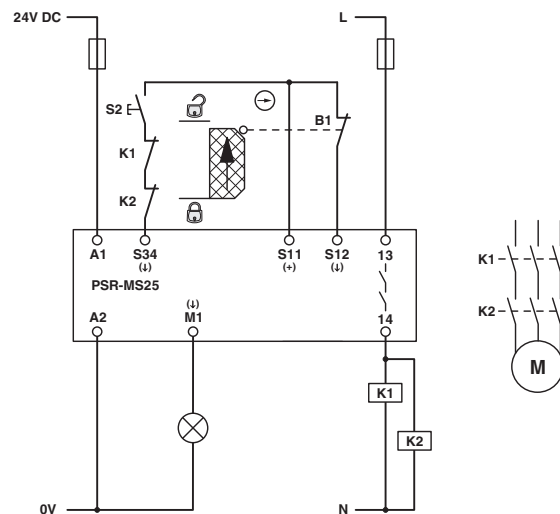 24V DC
L
S2
B1
K1
K2
A1
S34
(↓)
S11
(+)
S12
(↓)
13
PSR-MS25
A2
(↓)
M1
14
K1
K2
0V
N
K1
K2
M